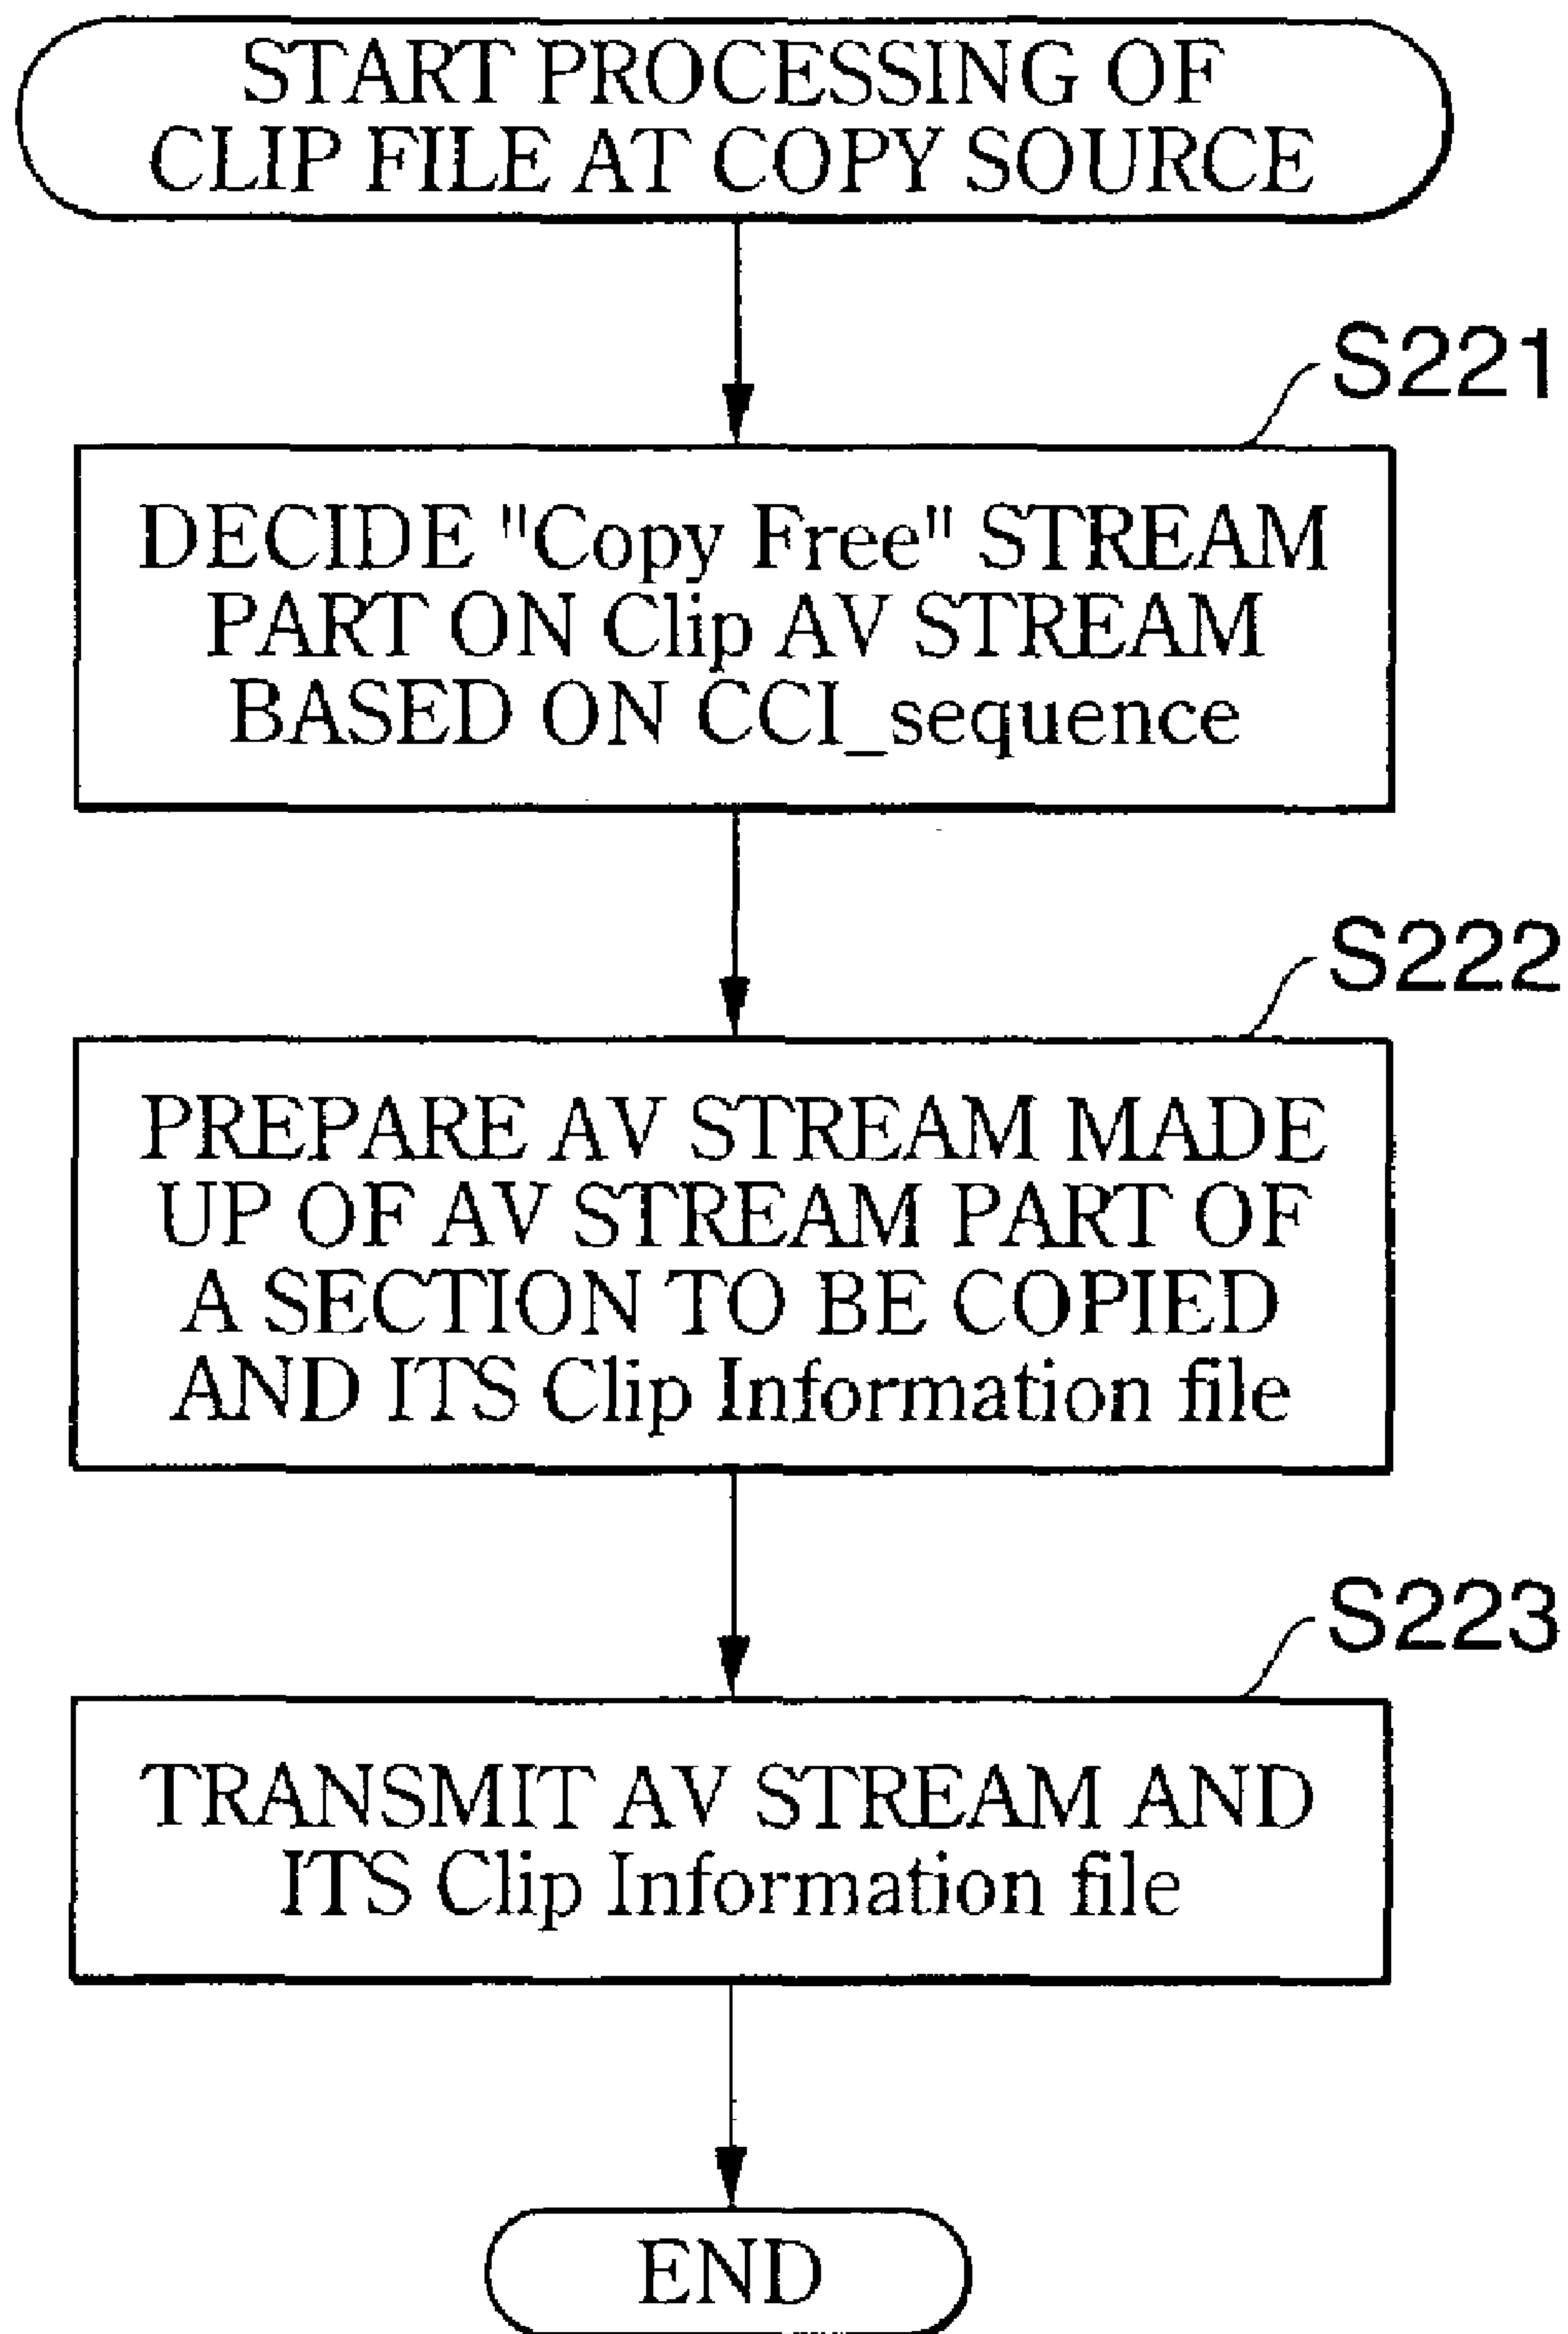 START PROCESSING OF
CLIP FILE AT COPY SOURCE
S221
DECIDE "Copy Free" STREAM
PART ON Clip AV STREAM
BASED ON CCI_sequence
S222
PREPARE AV STREAM MADE
UP OF AV STREAM PART OF
A SECTION TO BE COPIED
AND ITS Clip Information file
S223
TRANSMIT AV STREAM AND
ITS Clip Information file
END